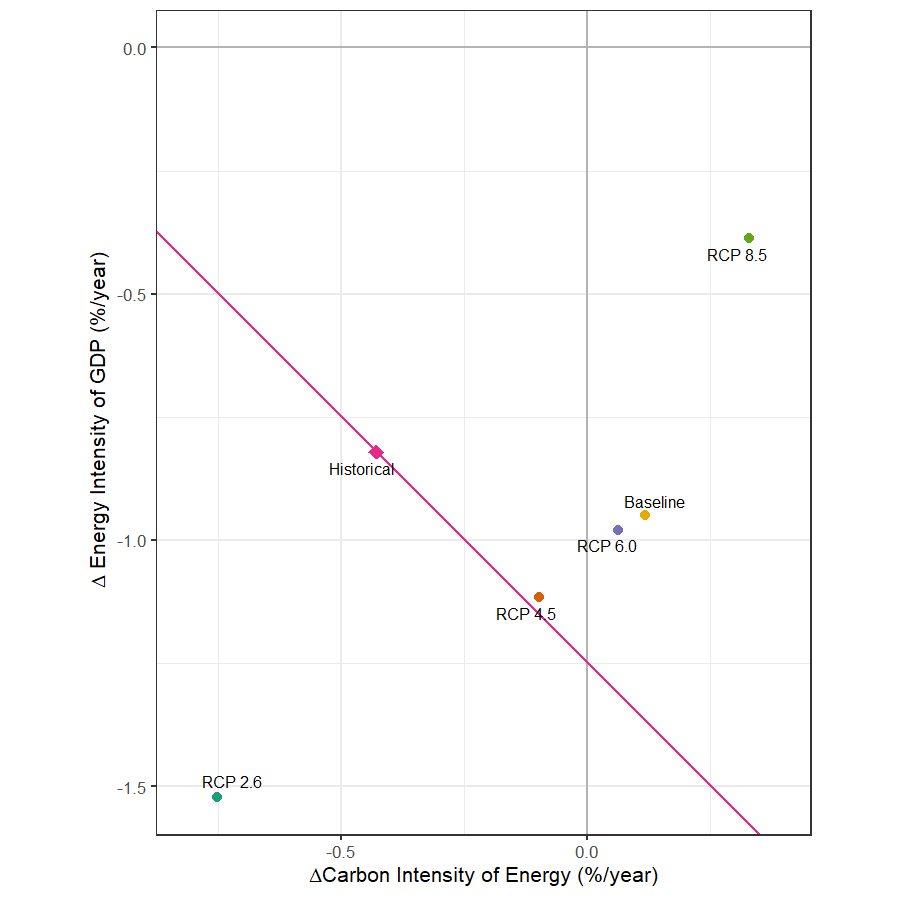 0.0
RCP 8.5
-0.5
Historical
Baseline
-1.0
RCP 6.0
RCP 4.5
RCP 2.6
-1.5
-0.5
0.0
Δ Energy Intensity of GDP (%/year)
ΔCarbon Intensity of Energy (%/year)